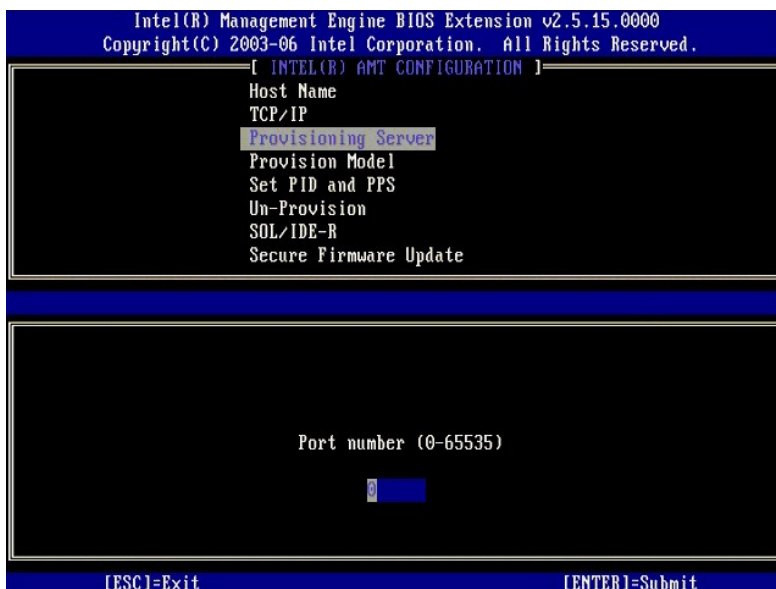 Intel(R) Management Engine BIOS Extension v2.5.15.0000
Copyright(C) 2003-06 Intel Corporation. All Rights Reserved.
[ INTEL(R) AMT CONFIGURATION ]
Host Name
TCP/IP
Provisioning Server
Provision Model
Set PID and PPS
Un-Provision
SOL/IDE-R
Secure Firmware Update
Port number (0-65535)
0
[ESC]=Exit [ENTER]=Submit